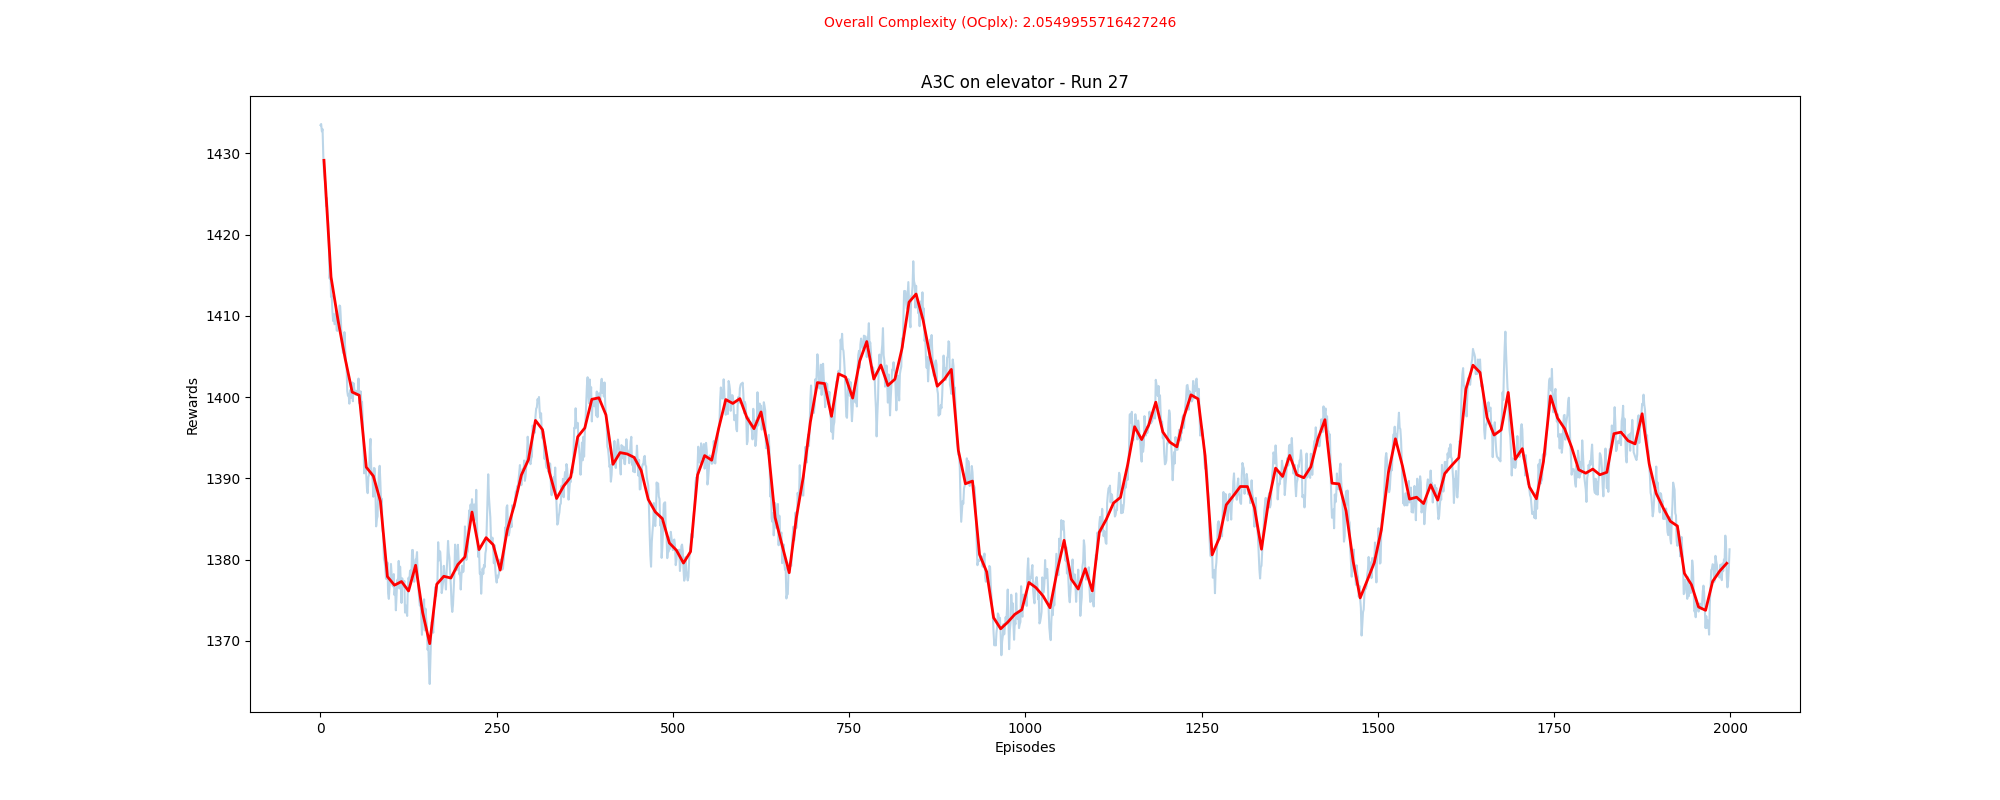 Overall Complexity (OCplx): 2.0549955716427246
A3C on elevator - Run 27
1430
1420
1410
1400
1390
1380
1370
Rewards
0 250 500 750 1000 1250 1500 1750 2000
Episodes